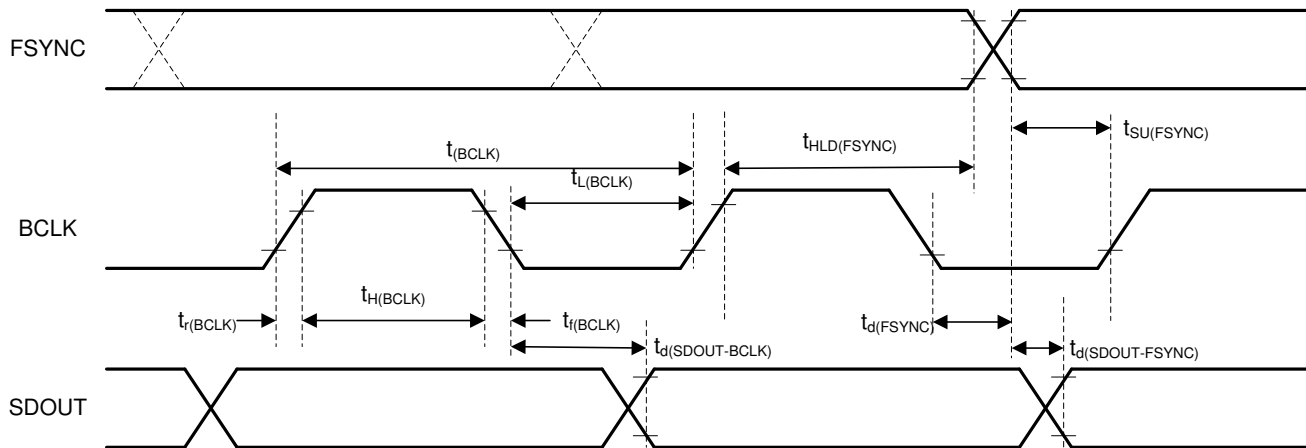 FSYNC
t(BCLK)
tHLD(FSYNC)
tSU(FSYNC)
tL(BCLK)
BCLK
tr(BCLK)
tH(BCLK)
tf(BCLK)
td(FSYNC)
td(SDOUT-BCLK)
td(SDOUT-FSYNC)
SDOUT